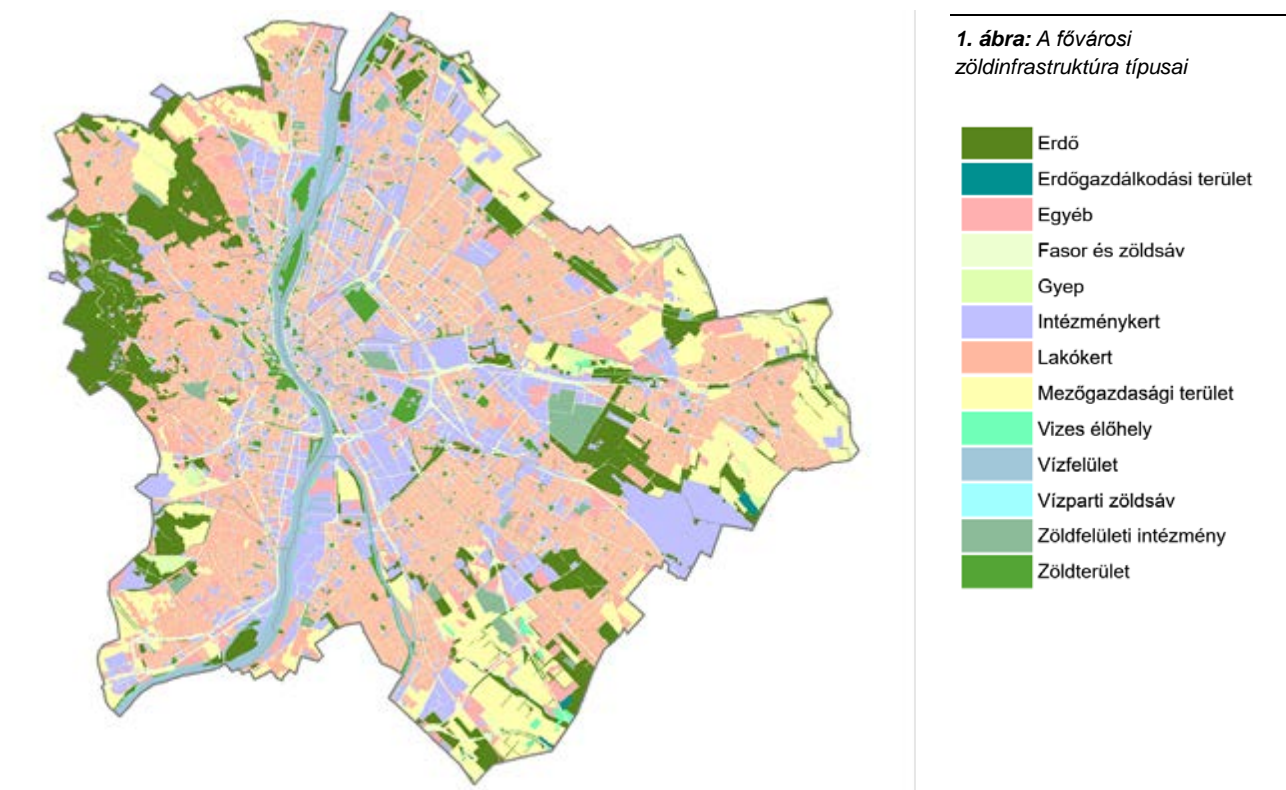 1. ábra: A fővárosi
zöldinfrastruktúra típusai
Erdő
Erdőgazdálkodási terület
Egyéb
Fasor és zöldsáv
Gyep
Intézménykert
Lakókert
Mezőgazdasági terület
Vizes élőhely
Vízfelület
Vízparti zöldsáv
Zöldfelületi intézmény
Zöldterület